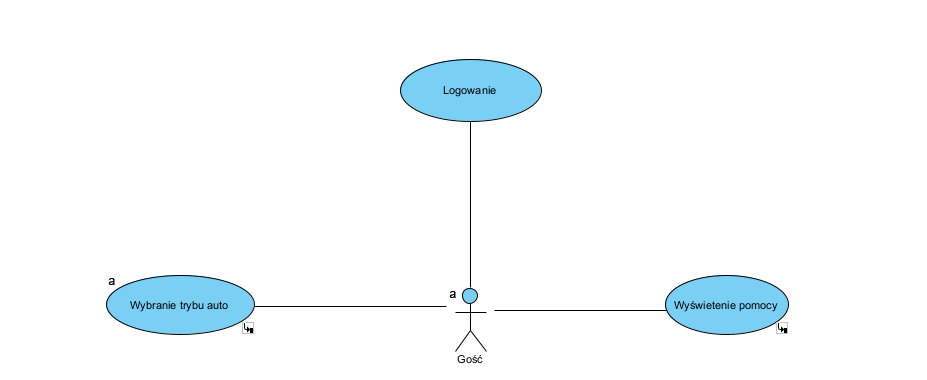 Logowanie
a
Wybranie trybu auto
a
Wyświetenie pomocy
Gość